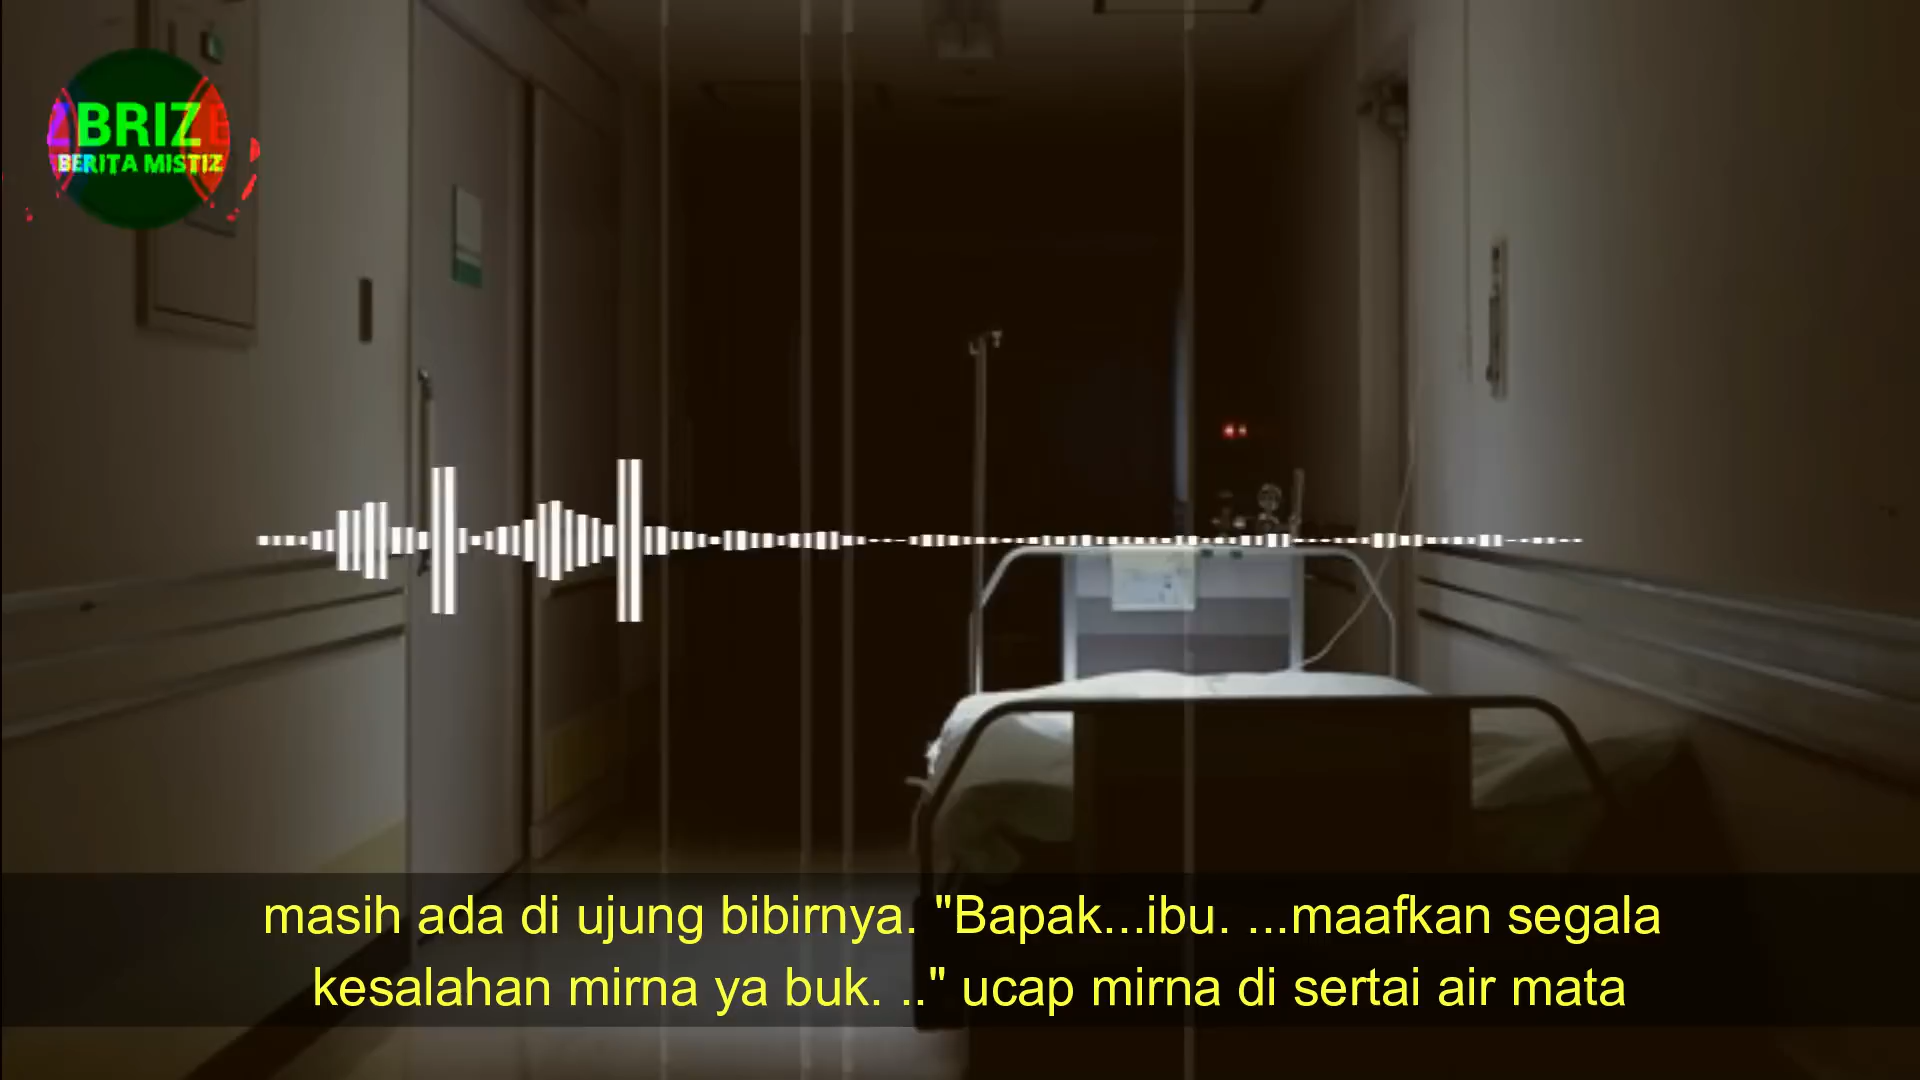 BRIZ
BERITA MISTIZ
masih ada di ujung bibirnya. "Bapak...ibu. ...maafkan segala
kesalahan mirna ya buk. .." ucap mirna di sertai air mata